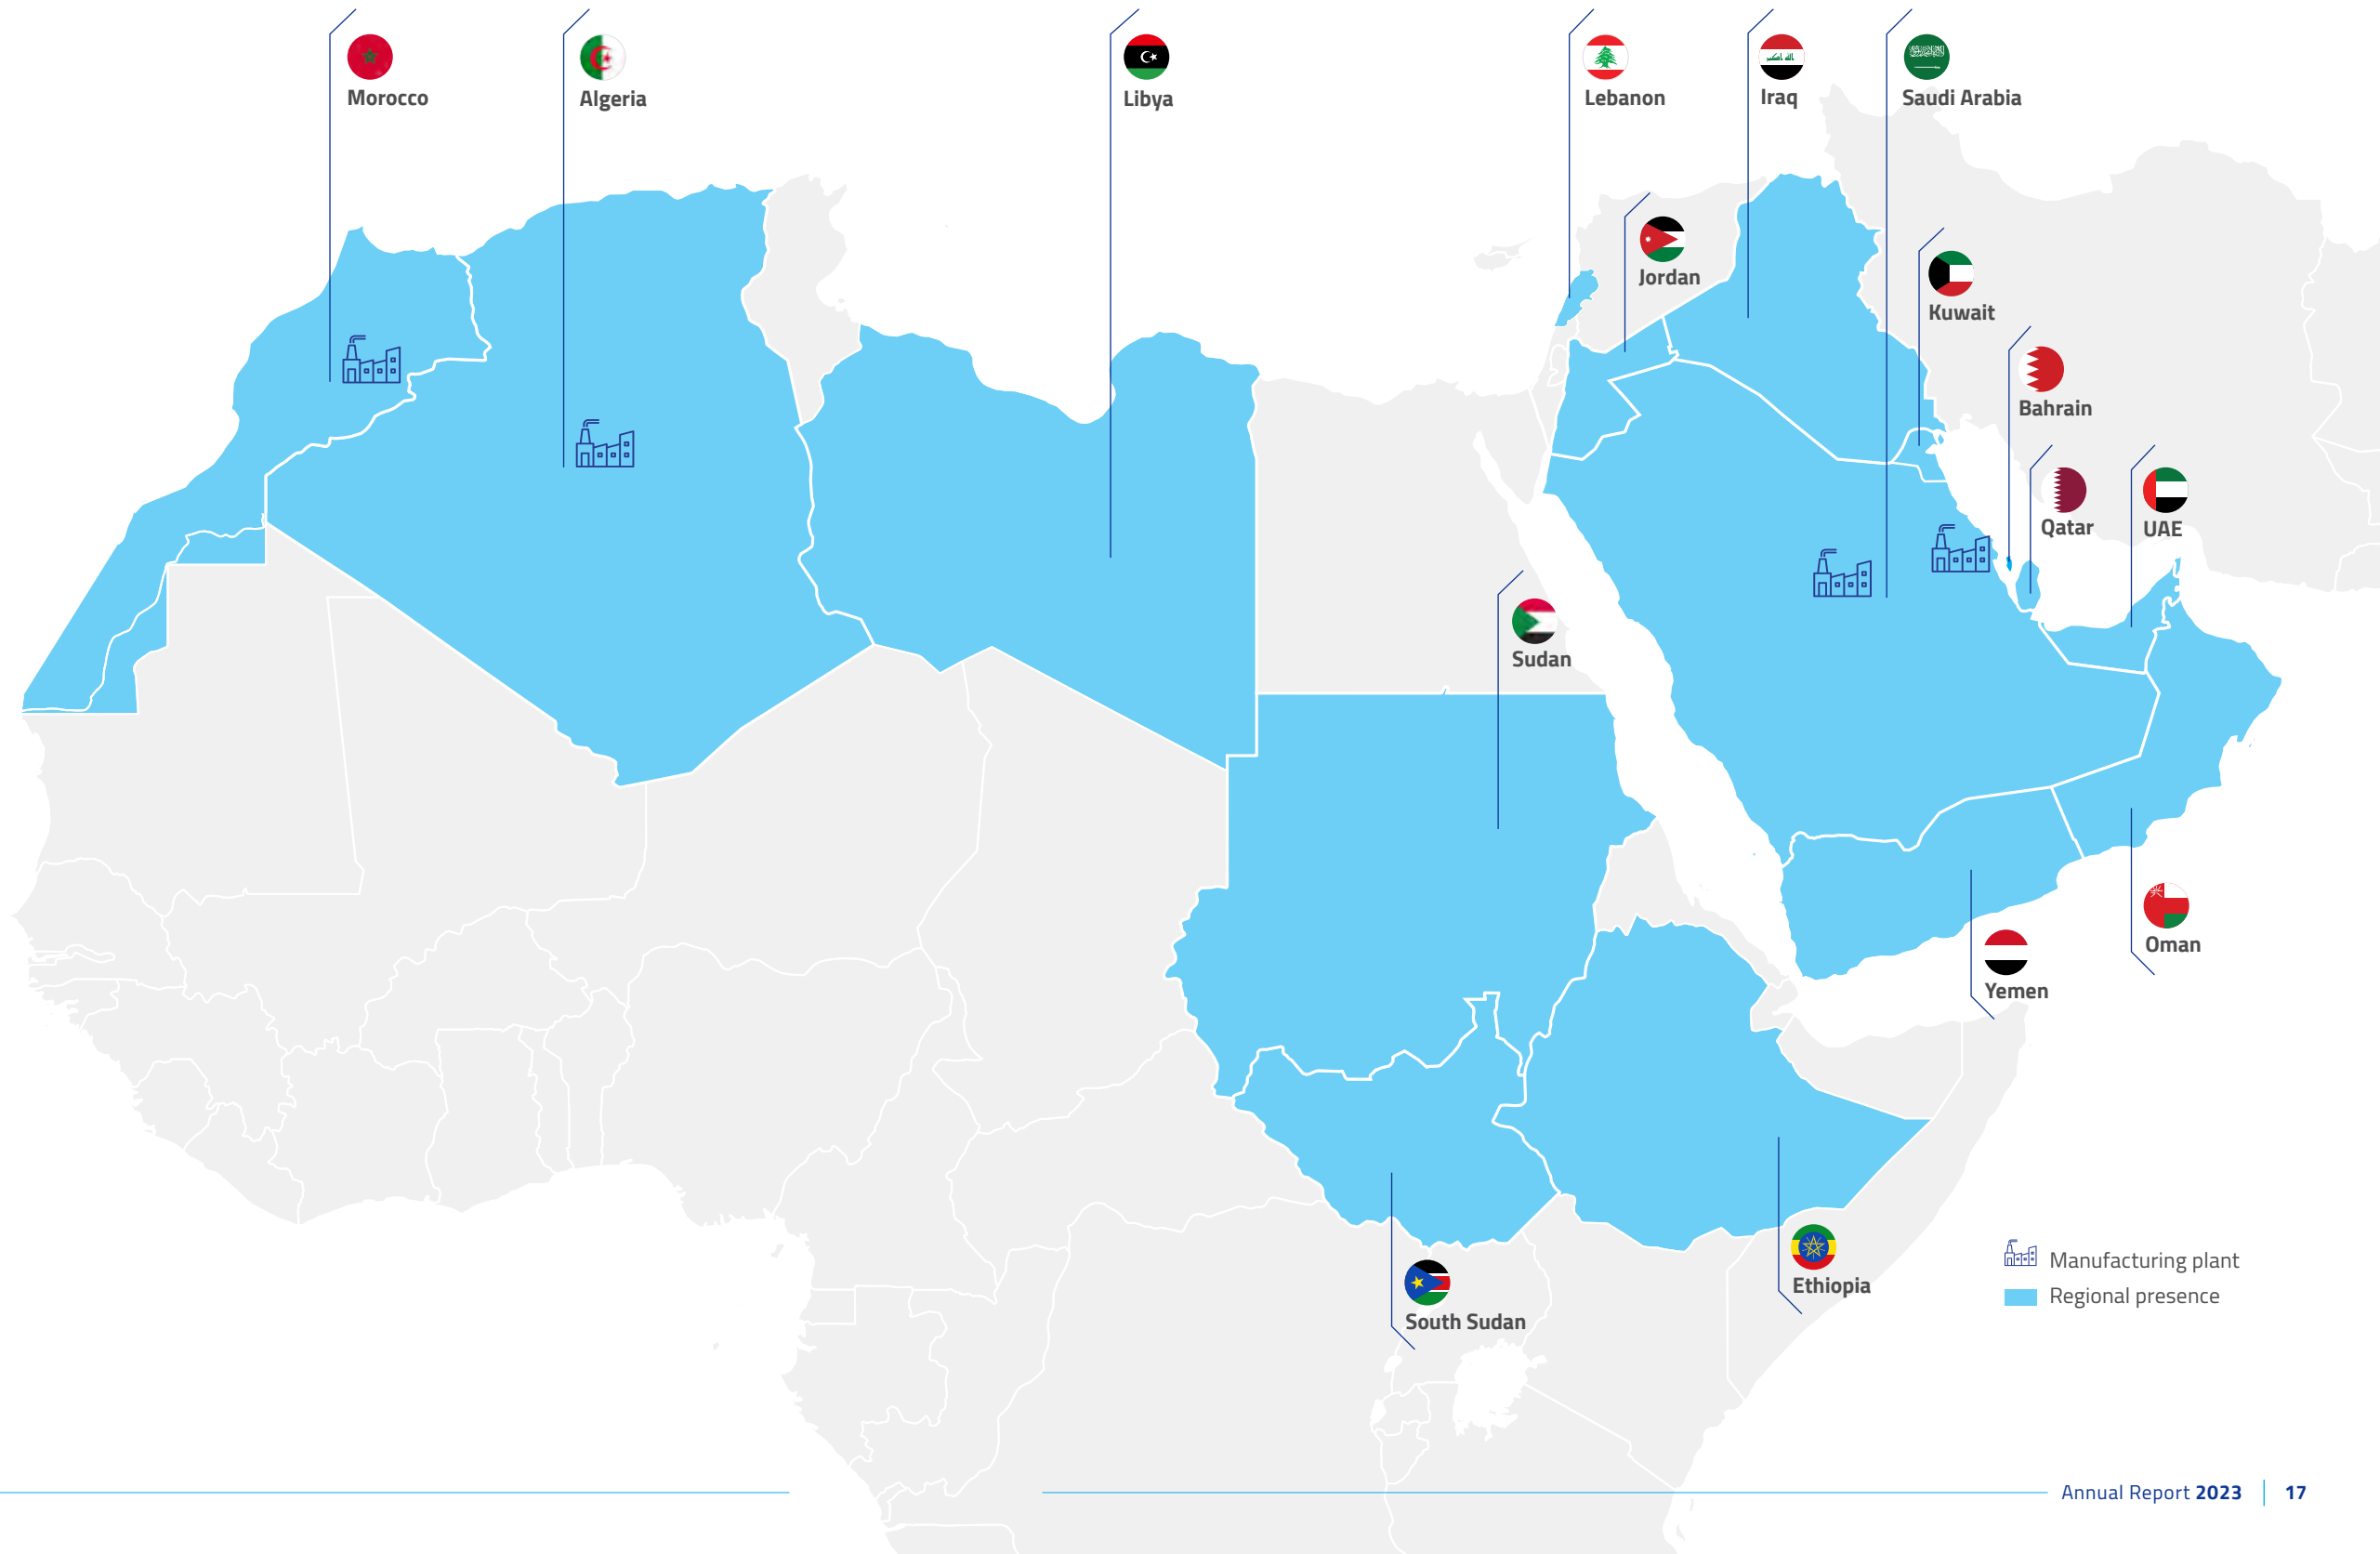 Morocco
Algeria
Libya
Lebanon
Iraq
Saudi Arabia
Jordan
Kuwait
Bahrain
Qatar
UAE
Sudan
Oman
Yemen
Ethiopia
South Sudan
Manufacturing plant
Regional presence
Annual Report 2023 | 17